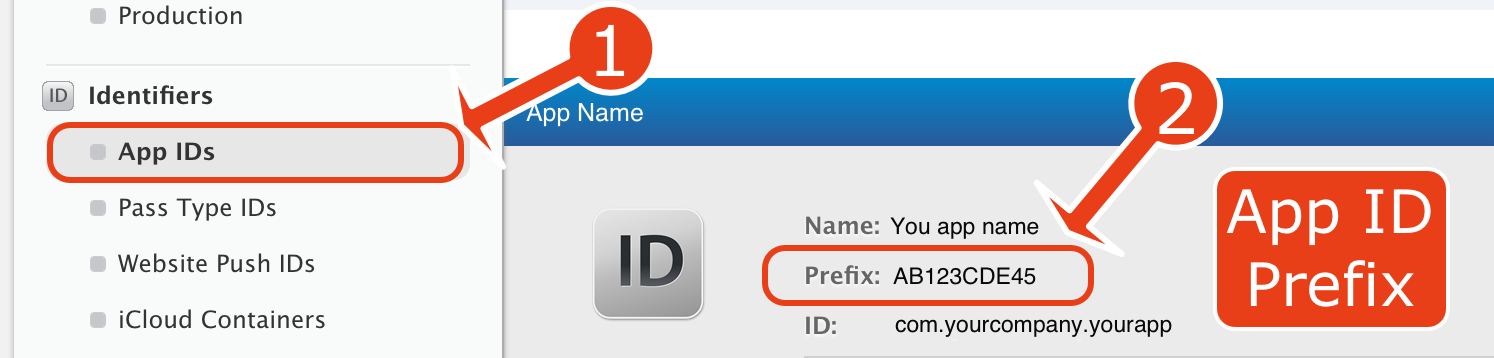 Production
ID Identifiers
App IDs
Pass Type IDs
Website Push IDs
iCloud Containers
1
App Name
2
ID
Name: You app name
Prefix: AB123CDE45
ID: com.yourcompany.yourapp
App ID
Prefix